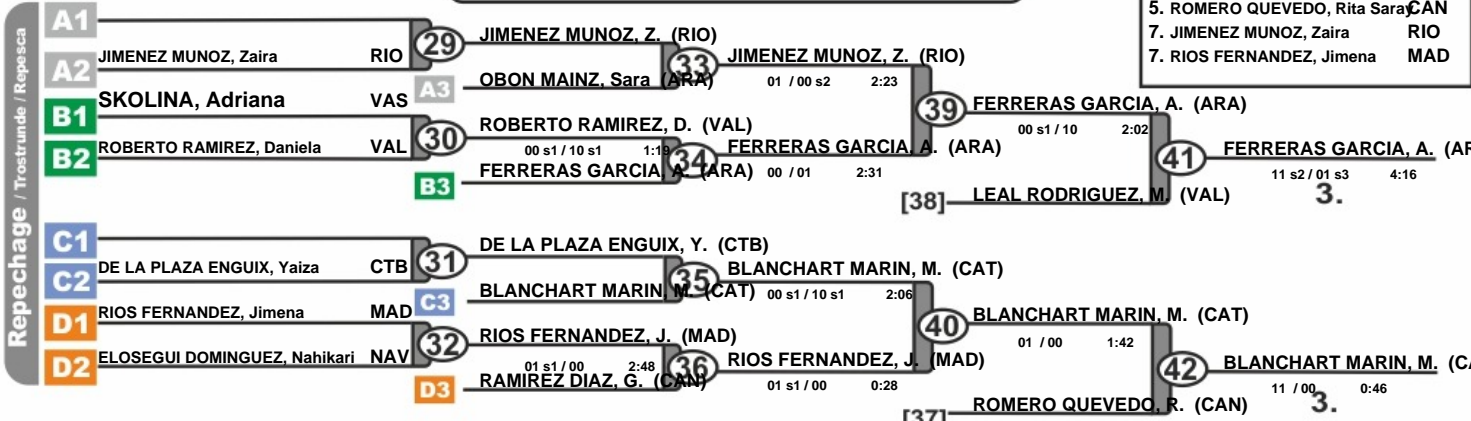 5. ROMERO QUEVEDO, Rita Saray CAN
7. JIMENEZ MUNOZ, Zaira RIO
7. RIOS FERNANDEZ, Jimena MAD
Repechage / Trostrunde / Repesca
A1
A2 JIMENEZ MUNOZ, Zaira RIO
29
JIMENEZ MUNOZ, Z. (RIO)
A3 OBON MAINZ, Sara (ARA)
33
JIMENEZ MUNOZ, Z. (RIO)
01 / 00 s2 2:23
B1 SKOLINA, Adriana VAS
B2 ROBERTO RAMIREZ, Daniela VAL
30
ROBERTO RAMIREZ, D. (VAL)
00 s1 / 10 s1 1:19
B3 FERRERAS GARCIA, A. (ARA)
34
FERRERAS GARCIA, A. (ARA)
00 / 01 2:31
39
FERRERAS GARCIA, A. (ARA)
00 s1 / 10 2:02
[38] LEAL RODRIGUEZ, M. (VAL)
41
FERRERAS GARCIA, A. (AR
11 s2 / 01 s3 4:16
3.
C1
C2 DE LA PLAZA ENGUIX, Yaiza CTB
31
DE LA PLAZA ENGUIX, Y. (CTB)
C3 BLANCHART MARIN, M. (CAT)
35
BLANCHART MARIN, M. (CAT)
00 s1 / 10 s1 2:06
D1 RIOS FERNANDEZ, Jimena MAD
D2 ELOSEGUI DOMINGUEZ, Nahikari NAV
32
RIOS FERNANDEZ, J. (MAD)
01 s1 / 00 2:48
D3 RAMIREZ DIAZ, G. (CAN)
36
RIOS FERNANDEZ, J. (MAD)
01 s1 / 00 0:28
40
BLANCHART MARIN, M. (CAT)
01 / 00 1:42
[37] ROMERO QUEVEDO, R. (CAN)
42
BLANCHART MARIN, M. (CA
11 / 00 0:46
3.